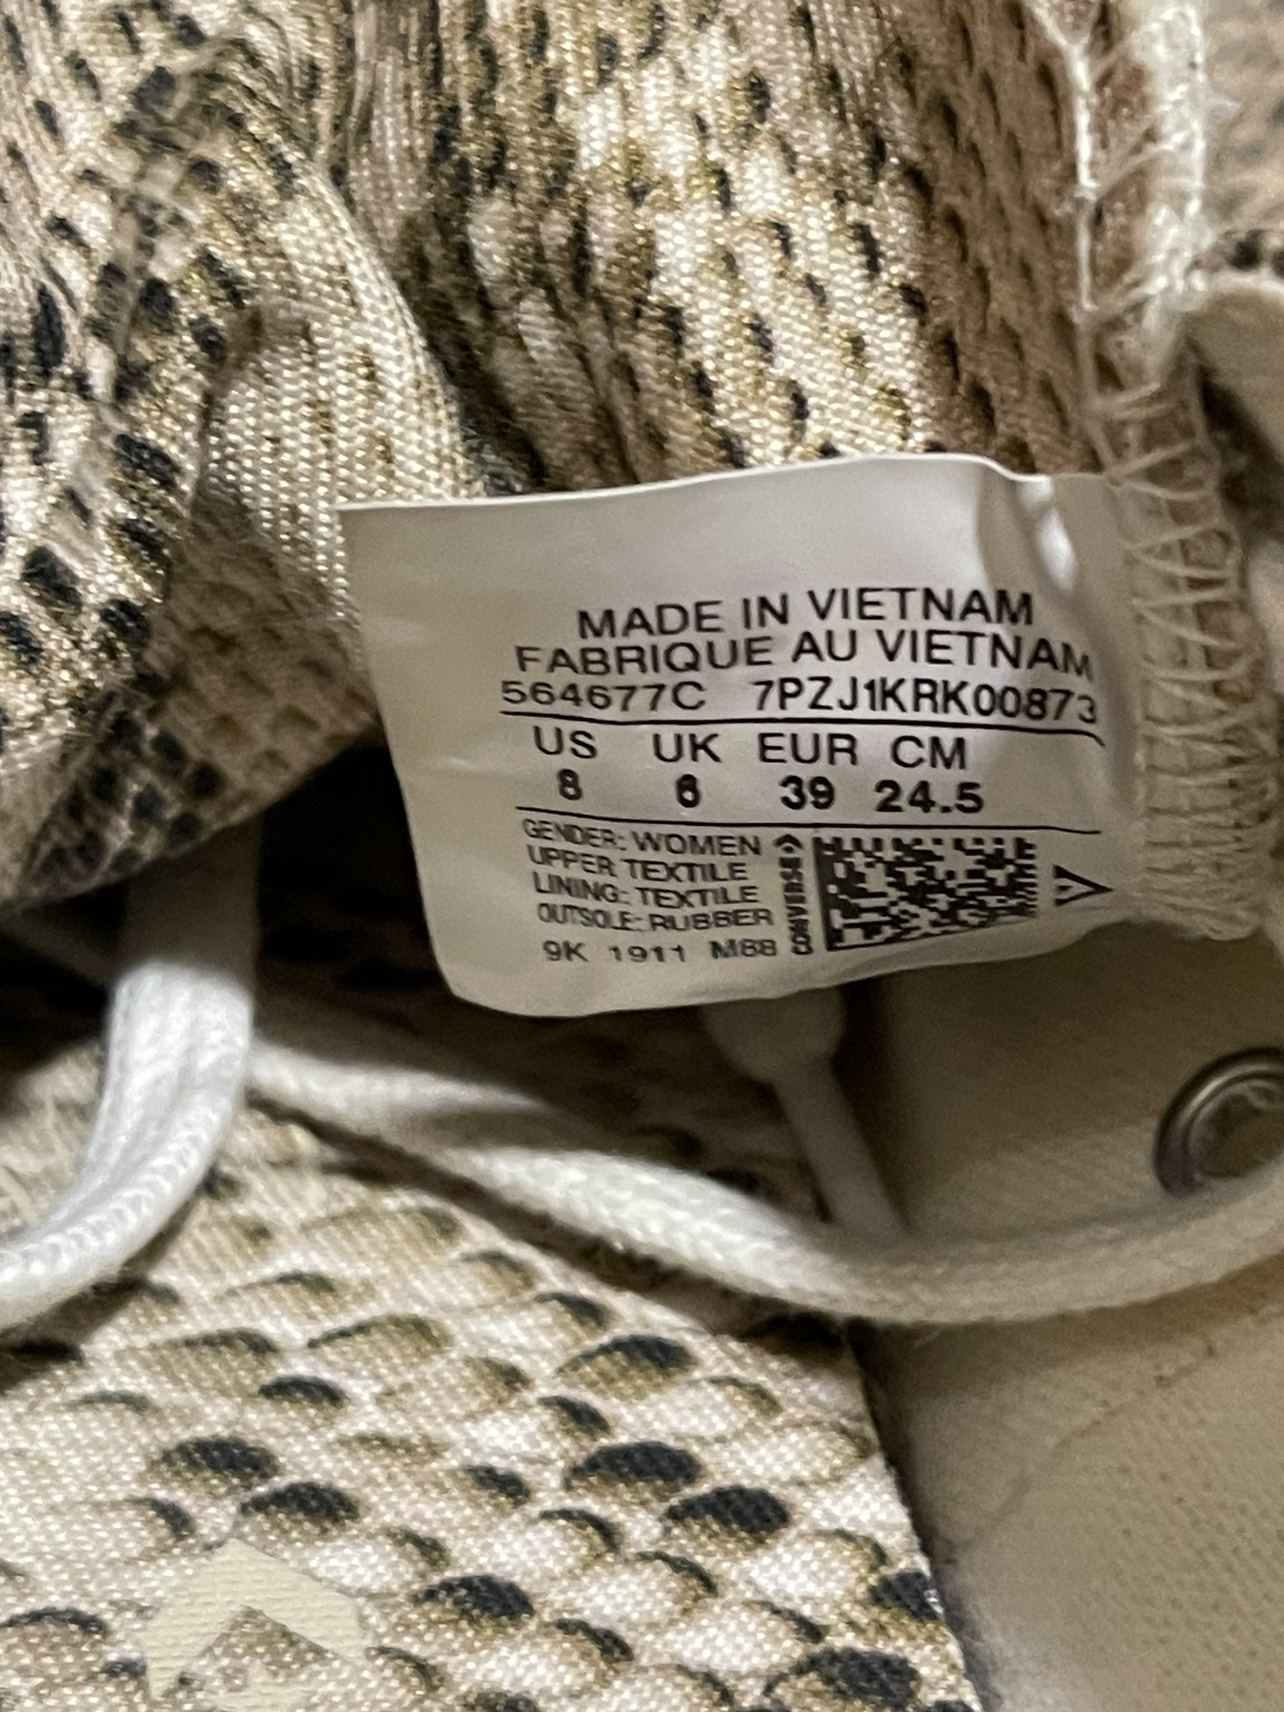 MADE IN VIETNAM
FABRIQUE AU VIETNAM
564677C 7PZJ1KRK00873
US UK EUR CM
8 6 39 24.5
GENDER: WOMEN
UPPER TEXTILE
LINING: TEXTILE
OUTSOLE: RUBBER
9K 1911 M88
CONVERSE